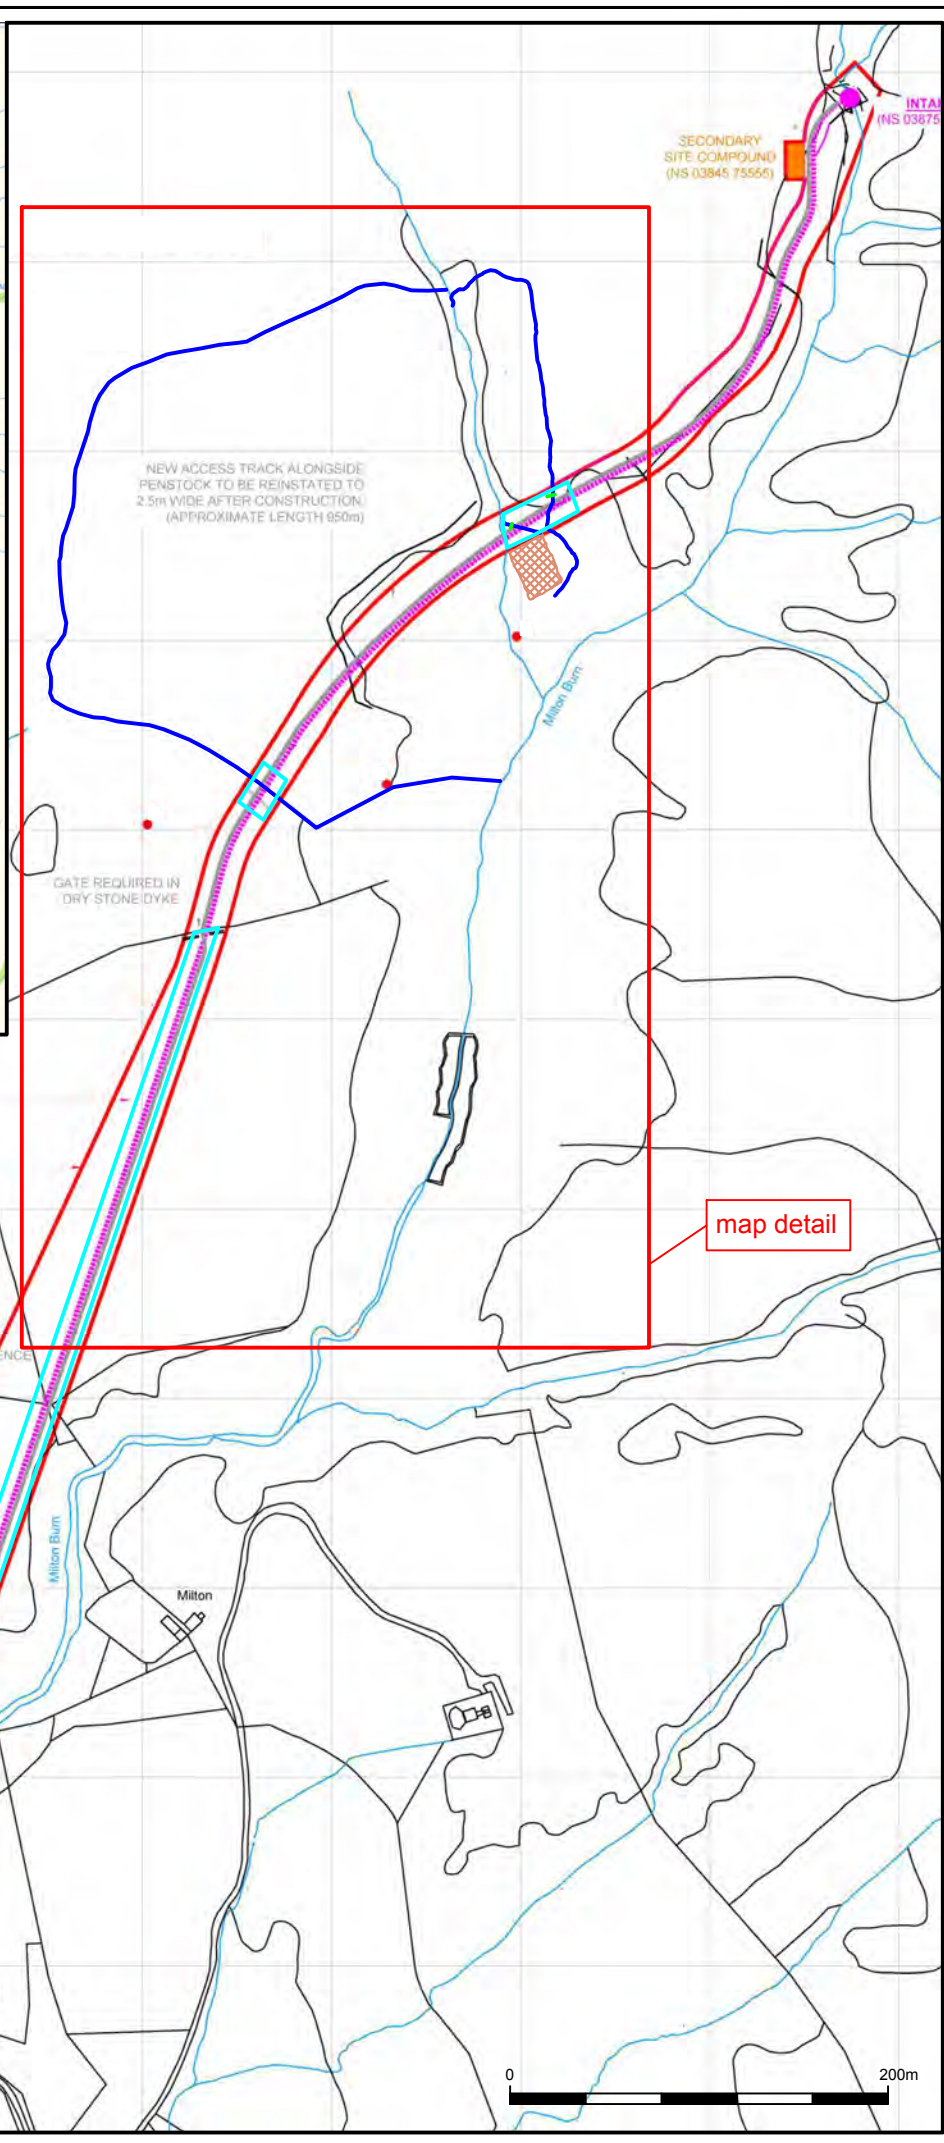 INTA
(NS 03875
SECONDARY
SITE COMPOUND
(NS 03845 75556)
NEW ACCESS TRACK ALONGSIDE
PENSTOCK TO BE REINSTATED TO
2.5m WIDE AFTER CONSTRUCTION.
(APPROXIMATE LENGTH 950m)
Milton Burn
GATE REQUIRED IN
DRY STONE DYKE
map detail
ENCE
Milton Burn
Milton
0
200m